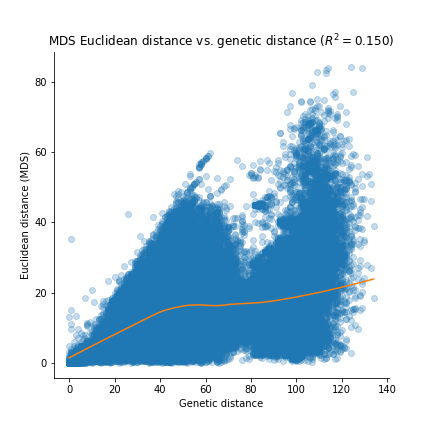 MDS Euclidean distance vs. genetic distance (R² = 0.150)
80
60
40
20
0
Euclidean distance (MDS)
0 20 40 60 80 100 120 140
Genetic distance